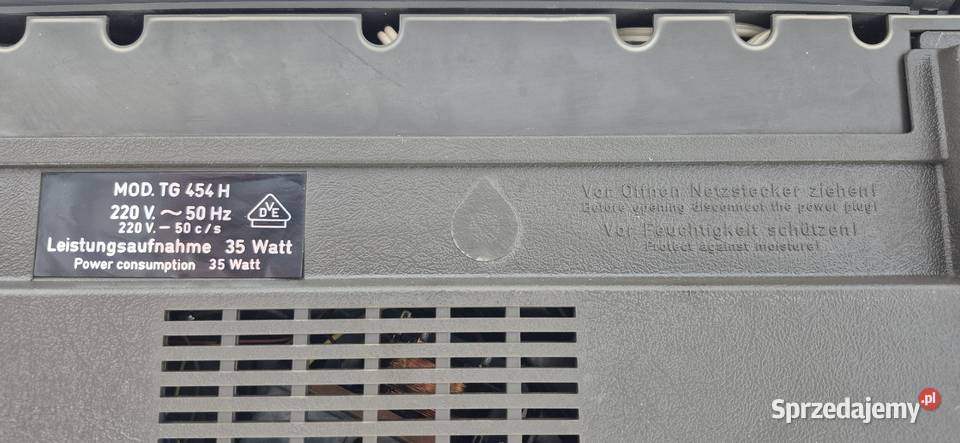 MOD. TG 454 H
220 V. ~ 50 Hz
220 V. – 50 c/s
VDE
Leistungsaufnahme 35 Watt
Power consumption 35 Watt
Vor Öffnen Netzstecker ziehen!
Before opening disconnect the power plug!
Vor Feuchtigkeit schützen!
Protect against moisture!
Sprzedajemy.pl